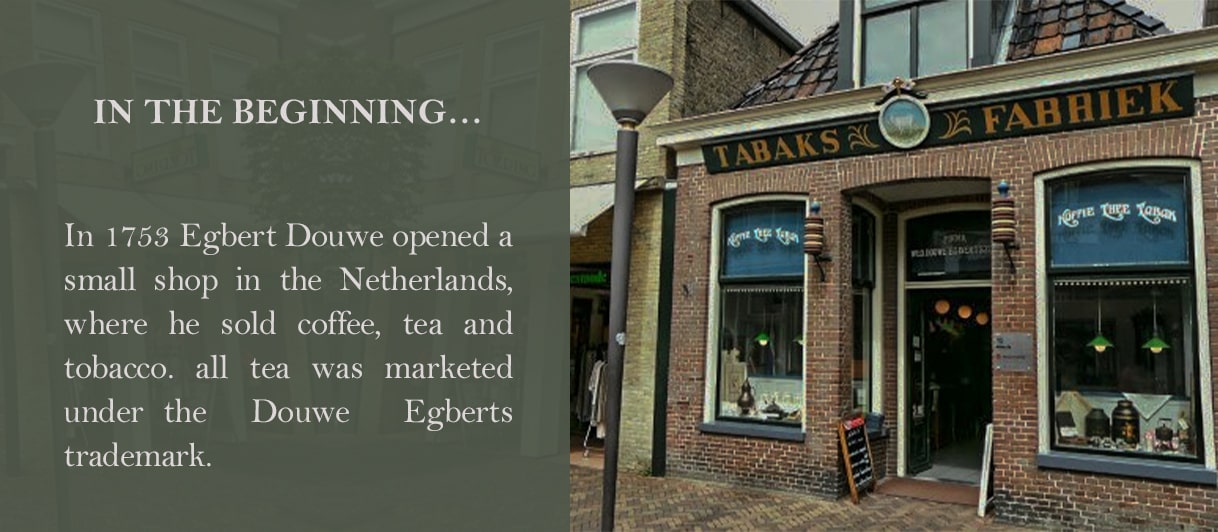 IN THE BEGINNING...
In 1753 Egbert Douwe opened a
small shop in the Netherlands,
where he sold coffee, tea and
tobacco. all tea was marketed
under the Douwe Egberts
trademark.
TABAKS FABRIEK
KOFFIE THEE TABAK
KOFFIE THEE TABAK